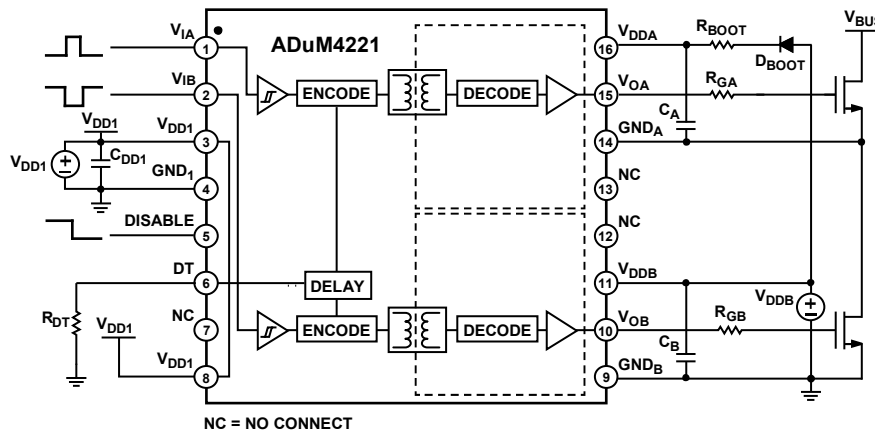 ADuM4221
V_IA
1
V_IB
2
V_DD1
V_DD1
3
V_DD1
C_DD1
GND_1
4
DISABLE
5
DT
6
R_DT
NC
7
V_DD1
V_DD1
8
ENCODE
DECODE
DELAY
ENCODE
DECODE
16
V_DDA
R_BOOT
D_BOOT
V_BUS
15
V_OA
R_GA
C_A
14
GND_A
13
NC
12
NC
11
V_DDB
V_DDB
10
V_OB
R_GB
C_B
9
GND_B
NC = NO CONNECT